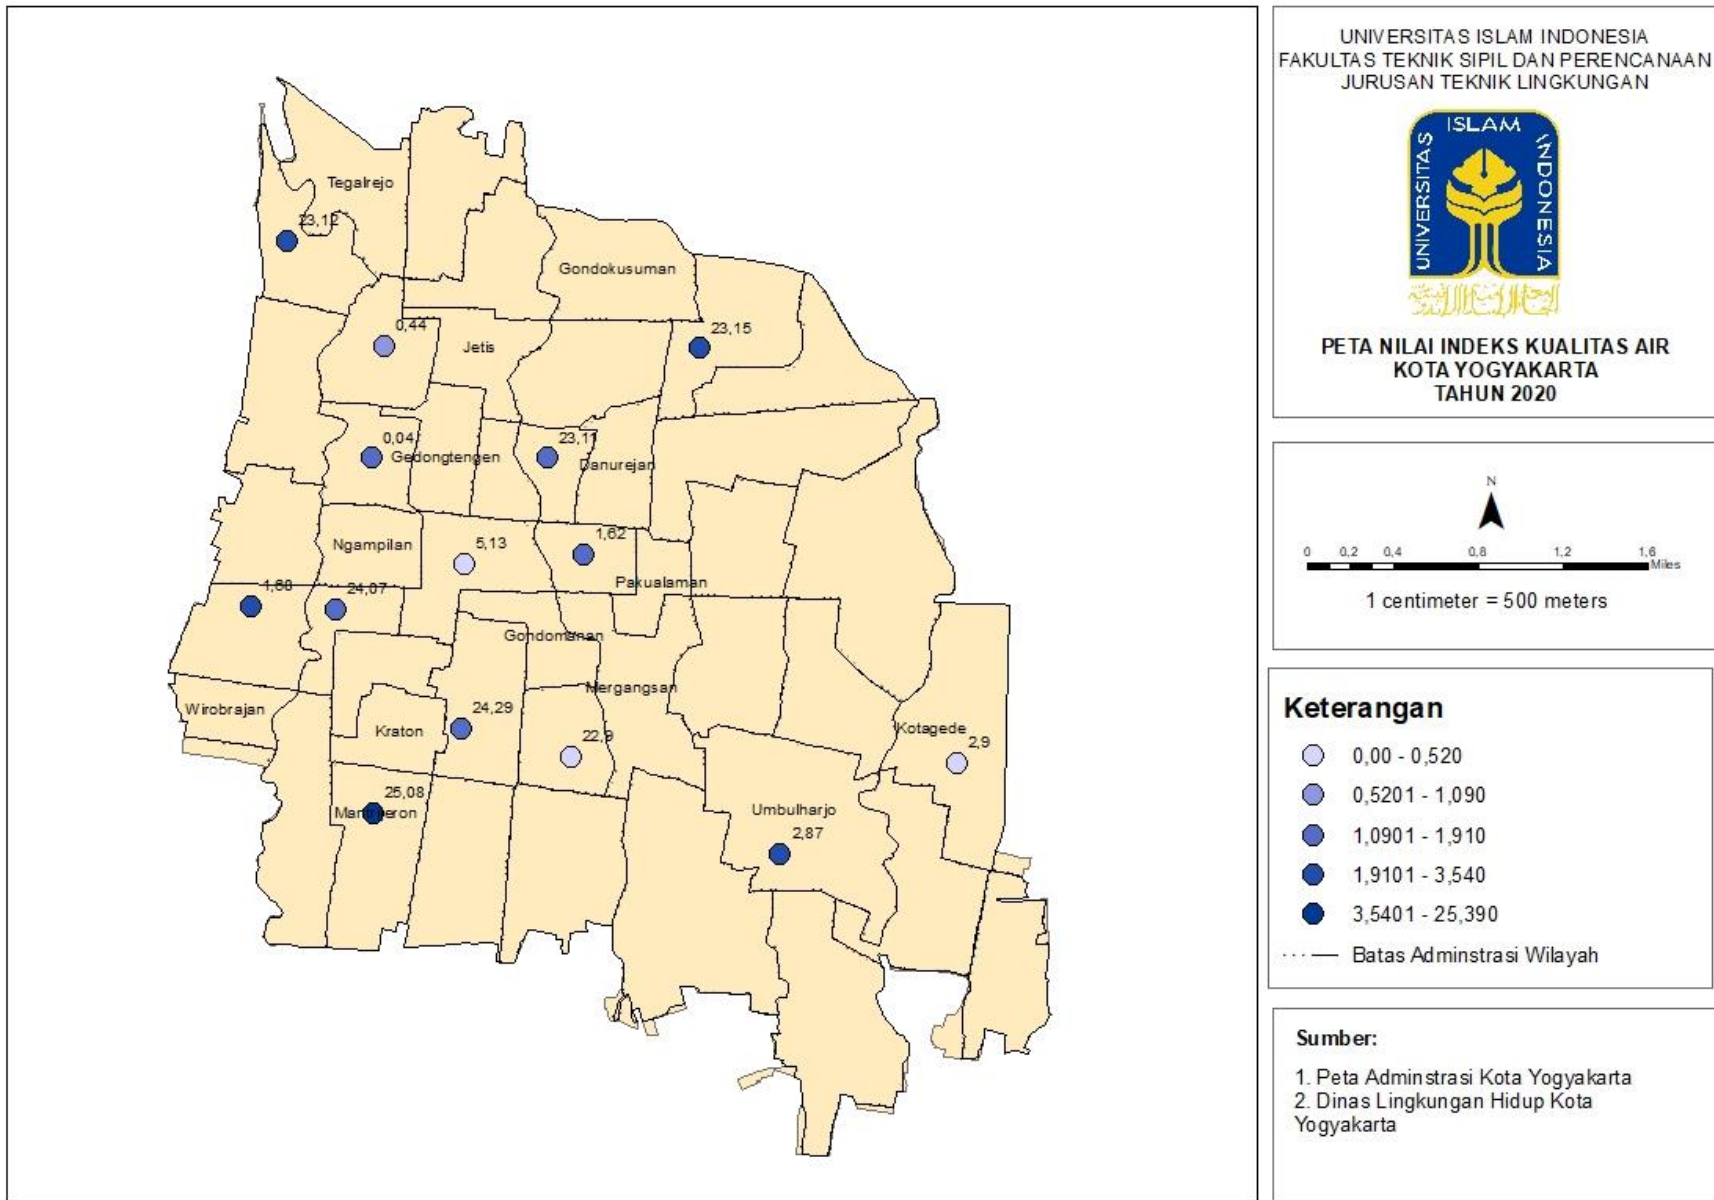 Tegalrejo
23,12
Gondokusuman
0,44
Jetis
23,15
0,04
Gedongtengen
23,11
Danurejan
Ngampilan
5,13
1,62
Pakualaman
1,68
24,07
Gondomanan
Mergangsan
Wirobrajan
24,29
Kraton
22,9
Kotagede
2,9
25,08
Umbulharjo
2,87
UNIVERSITAS ISLAM INDONESIA
FAKULTAS TEKNIK SIPIL DAN PERENCANAAN
JURUSAN TEKNIK LINGKUNGAN
UNIVERSITAS ISLAM INDONESIA
PETA NILAI INDEKS KUALITAS AIR
KOTA YOGYAKARTA
TAHUN 2020
N
0 0,2 0,4 0,8 1,2 1,6
Miles
1 centimeter = 500 meters
Keterangan
0,00 - 0,520
0,5201 - 1,090
1,0901 - 1,910
1,9101 - 3,540
3,5401 - 25,390
Batas Adminstrasi Wilayah
Sumber:
1. Peta Adminstrasi Kota Yogyakarta
2. Dinas Lingkungan Hidup Kota
Yogyakarta